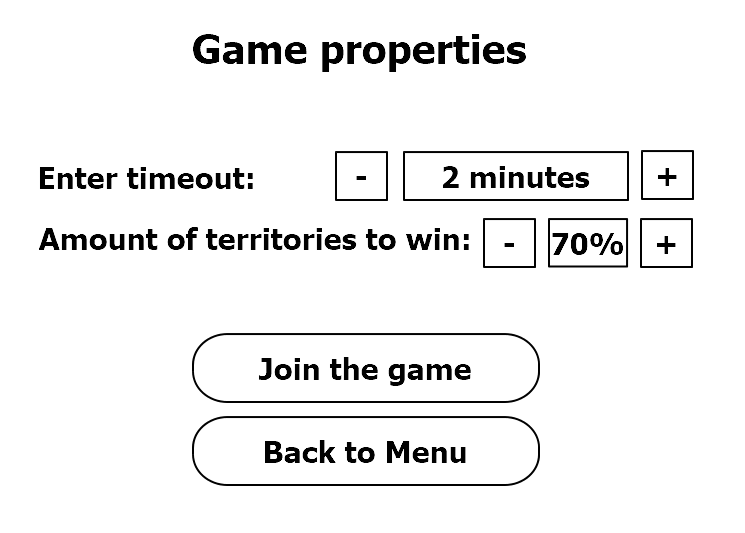 Game properties
Enter timeout: - 2 minutes +
Amount of territories to win: - 70% +
Join the game
Back to Menu